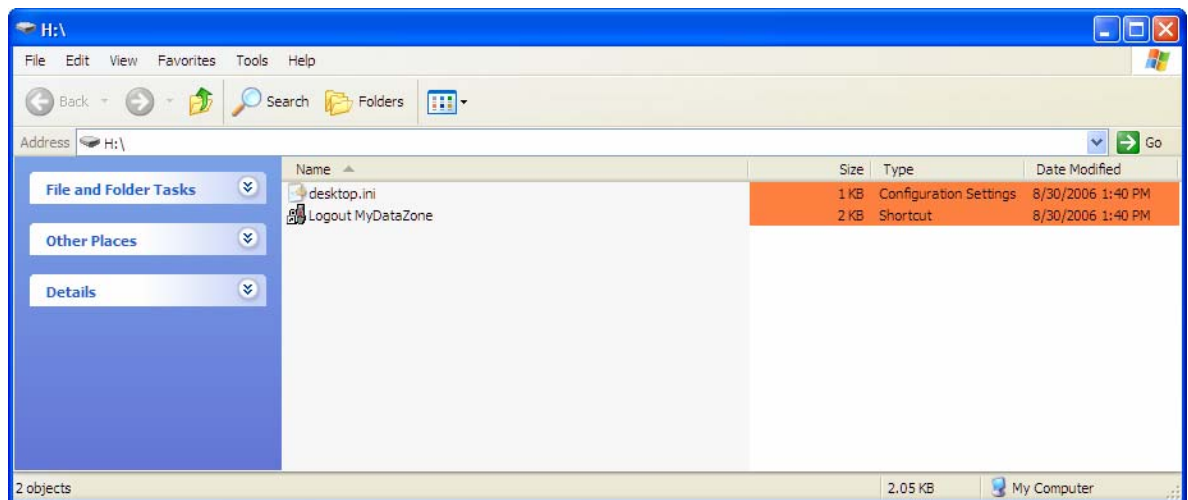 H:\
File Edit View Favorites Tools Help
Back Search Folders
Address H:\ Go
Name Size Type Date Modified
File and Folder Tasks
desktop.ini 1 KB Configuration Settings 8/30/2006 1:40 PM
Logout MyDataZone 2 KB Shortcut 8/30/2006 1:40 PM
Other Places
Details
2 objects 2.05 KB My Computer